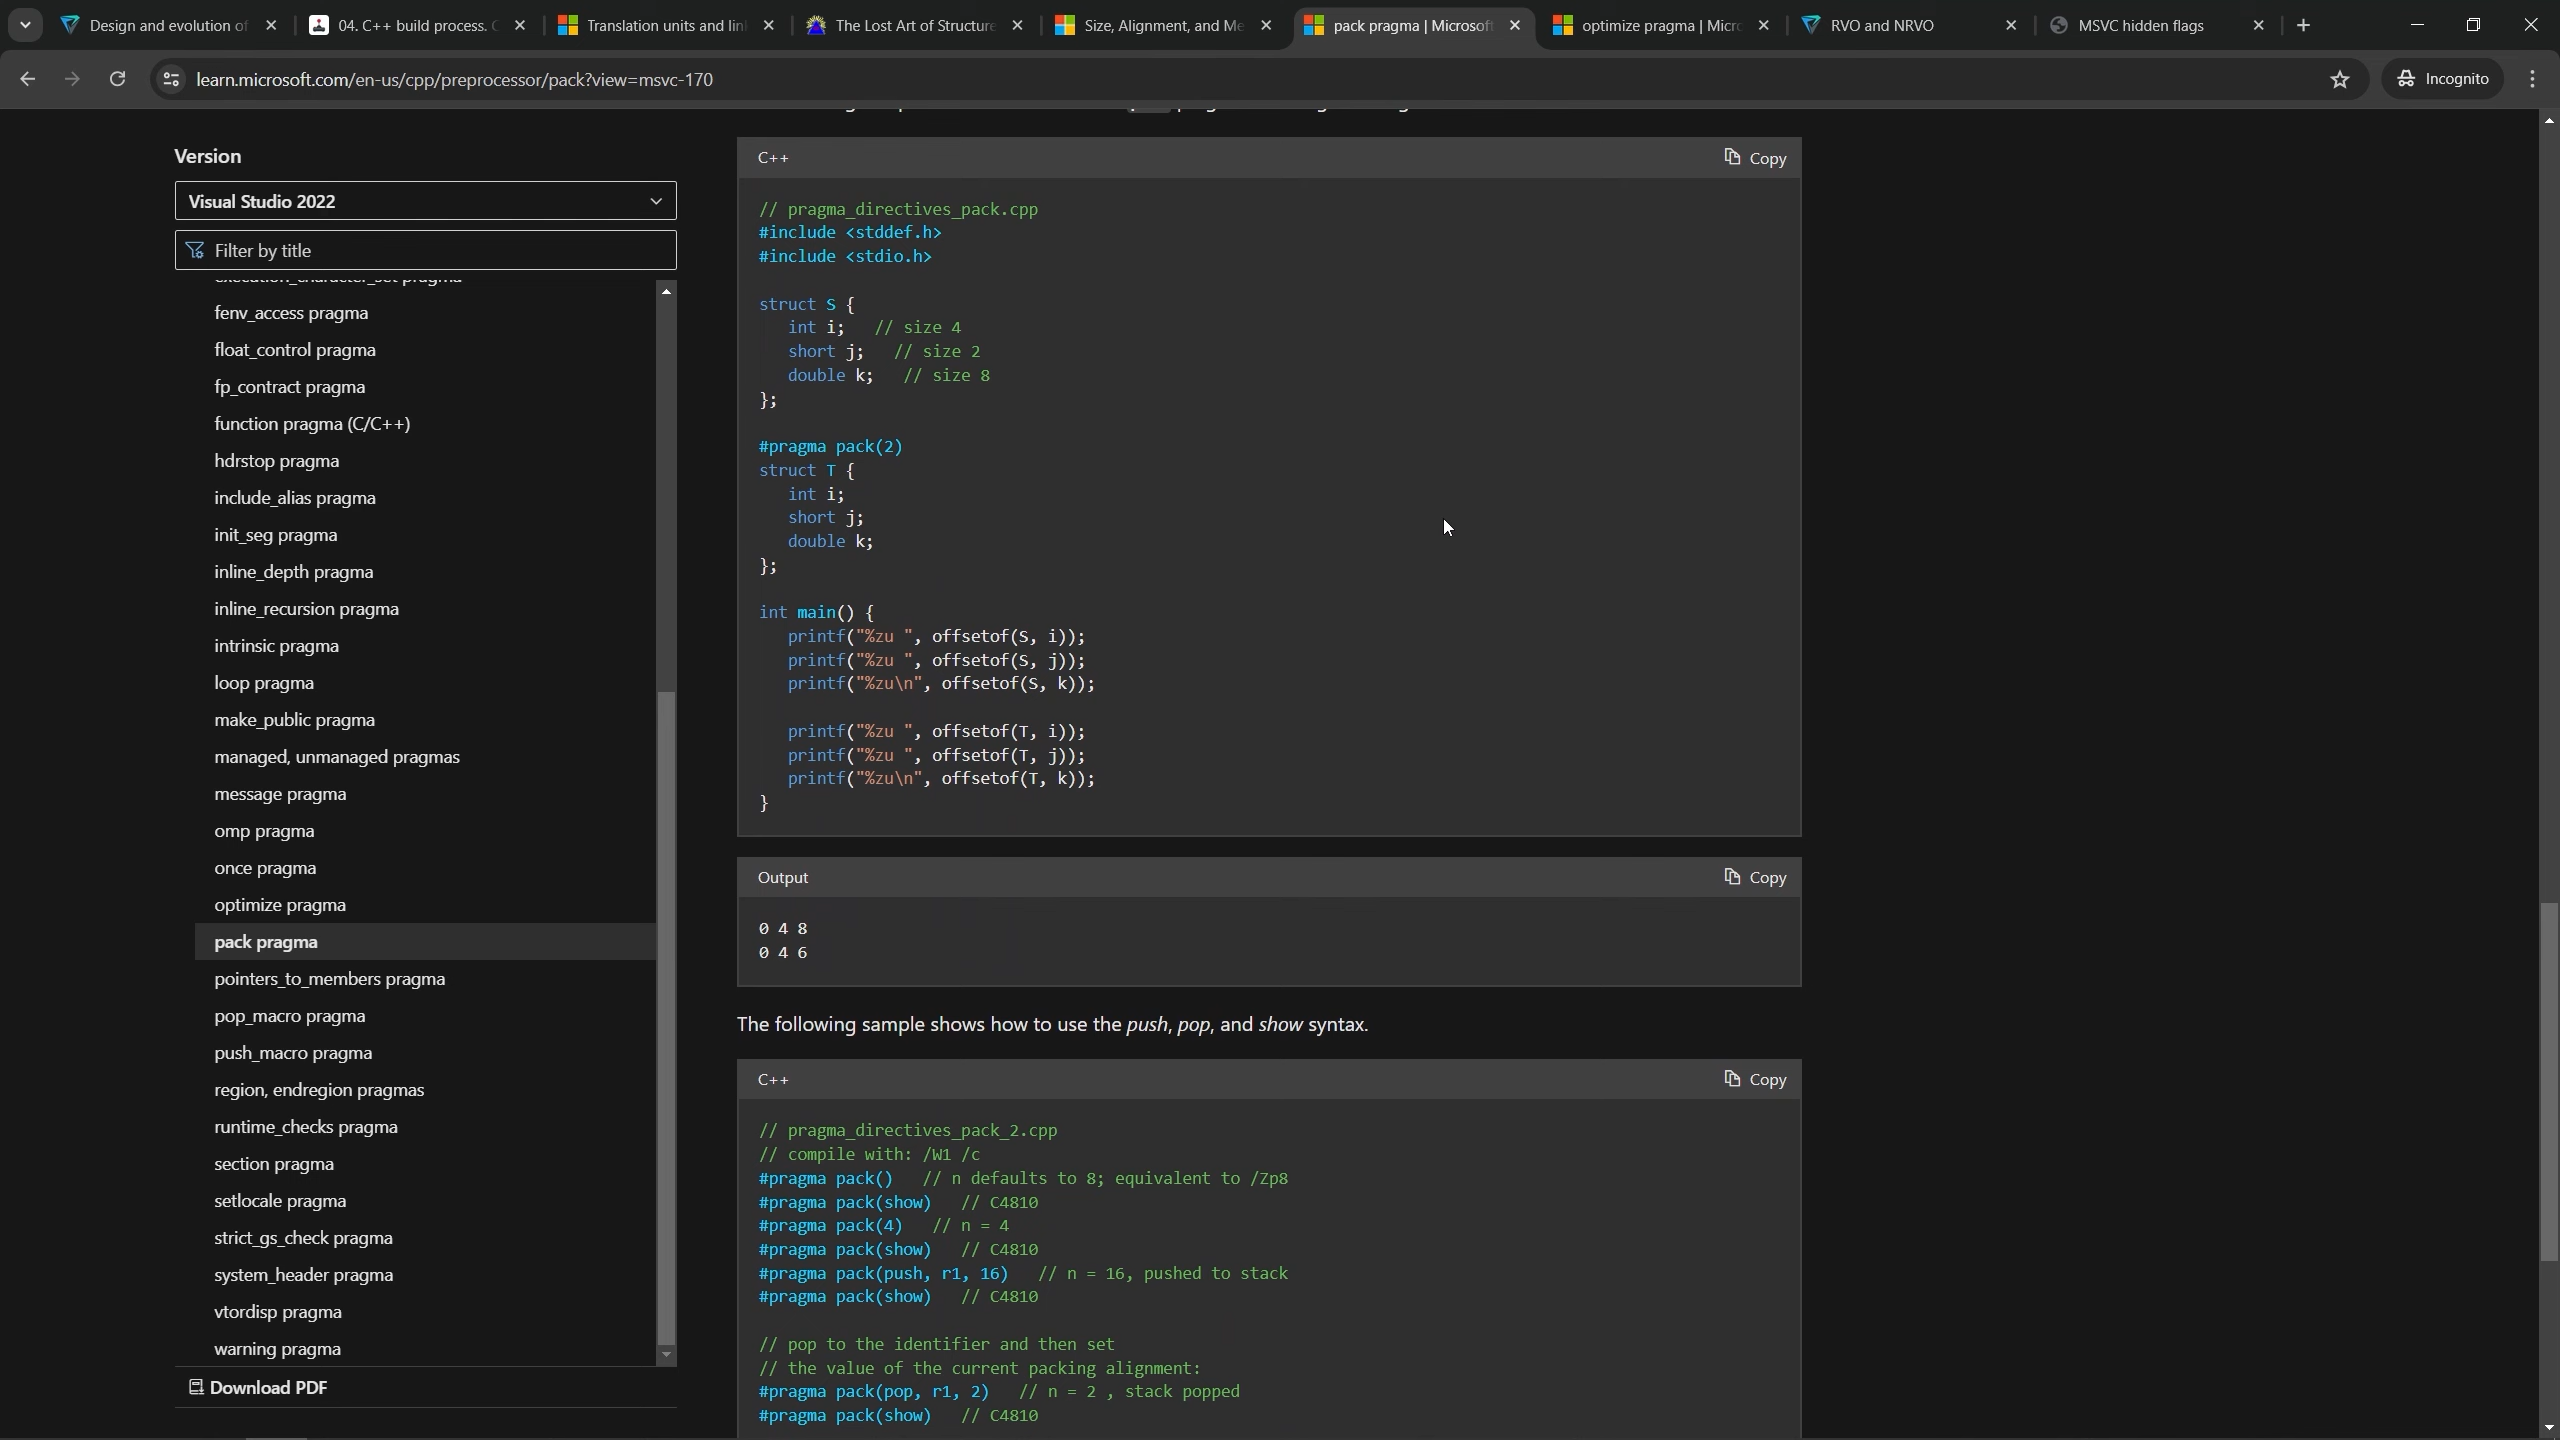 Design and evolution of
04. C++ build process. C
Translation units and lin
The Lost Art of Structure
Size, Alignment, and Me
pack pragma | Microsoft
optimize pragma | Micro
RVO and NRVO
MSVC hidden flags
learn.microsoft.com/en-us/cpp/preprocessor/pack?view=msvc-170
Incognito
Version
Visual Studio 2022
Filter by title
fenv_access pragma
float_control pragma
fp_contract pragma
function pragma (C/C++)
hdrstop pragma
include_alias pragma
init_seg pragma
inline_depth pragma
inline_recursion pragma
intrinsic pragma
loop pragma
make_public pragma
managed, unmanaged pragmas
message pragma
omp pragma
once pragma
optimize pragma
pack pragma
pointers_to_members pragma
pop_macro pragma
push_macro pragma
region, endregion pragmas
runtime_checks pragma
section pragma
setlocale pragma
strict_gs_check pragma
system_header pragma
vtordisp pragma
warning pragma
Download PDF
C++
Copy
// pragma_directives_pack.cpp
#include <stddef.h>
#include <stdio.h>
struct S {
int i;   // size 4
short j;   // size 2
double k;   // size 8
};
#pragma pack(2)
struct T {
int i;
short j;
double k;
};
int main() {
printf("%zu ", offsetof(S, i));
printf("%zu ", offsetof(S, j));
printf("%zu\n", offsetof(S, k));
printf("%zu ", offsetof(T, i));
printf("%zu ", offsetof(T, j));
printf("%zu\n", offsetof(T, k));
}
Output
Copy
0 4 8
0 4 6
The following sample shows how to use the push, pop, and show syntax.
C++
Copy
// pragma_directives_pack_2.cpp
// compile with: /W1 /c
#pragma pack()   // n defaults to 8; equivalent to /Zp8
#pragma pack(show)   // C4810
#pragma pack(4)   // n = 4
#pragma pack(show)   // C4810
#pragma pack(push, r1, 16)   // n = 16, pushed to stack
#pragma pack(show)   // C4810
// pop to the identifier and then set
// the value of the current packing alignment:
#pragma pack(pop, r1, 2)   // n = 2 , stack popped
#pragma pack(show)   // C4810